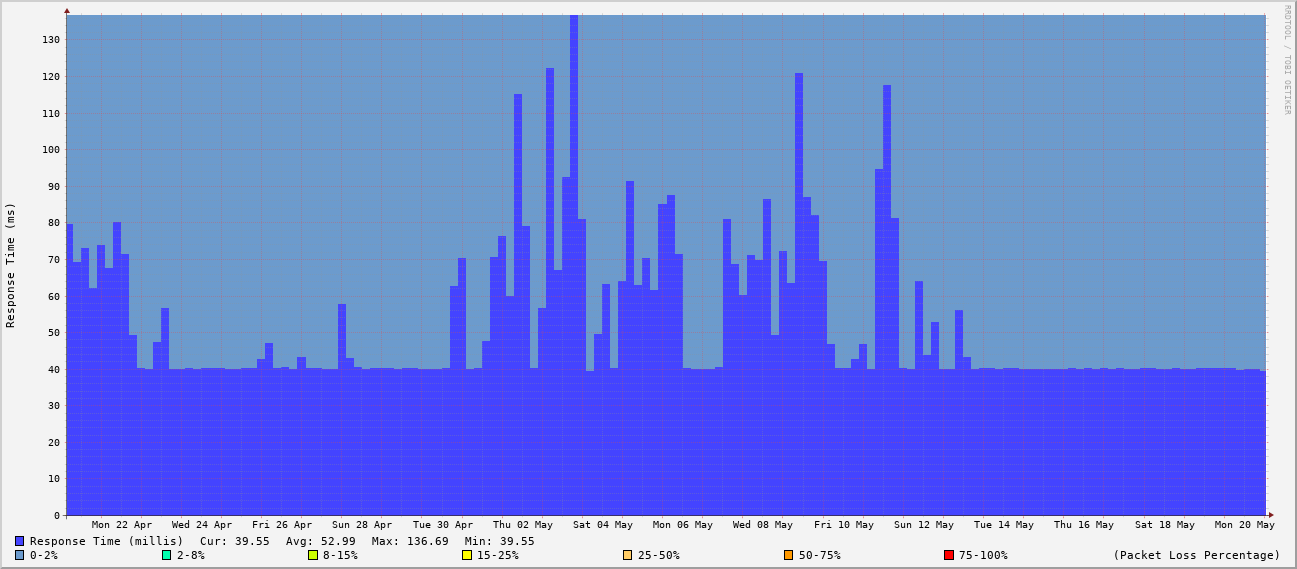 RRDTOOL / TOBI OETIKER
Response Time (ms)
130
120
110
100
90
80
70
60
50
40
30
20
10
0
Mon 22 Apr Wed 24 Apr Fri 26 Apr Sun 28 Apr Tue 30 Apr Thu 02 May Sat 04 May Mon 06 May Wed 08 May Fri 10 May Sun 12 May Tue 14 May Thu 16 May Sat 18 May Mon 20 May
Response Time (millis) Cur: 39.55 Avg: 52.99 Max: 136.69 Min: 39.55
0-2% 2-8% 8-15% 15-25% 25-50% 50-75% 75-100% (Packet Loss Percentage)